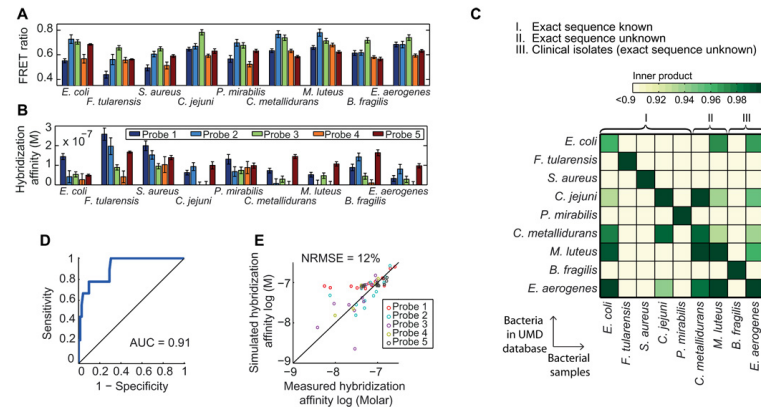 A
FRET ratio
0.8
0.6
0.4
E. coli
S. aureus
P. mirabilis
M. luteus
E. aerogenes
F. tularensis
C. jejuni
C. metallidurans
B. fragilis
B
Hybridization
affinity (M)
3
2
1
0
x 10⁻⁷
Probe 1
Probe 2
Probe 3
Probe 4
Probe 5
E. coli
S. aureus
P. mirabilis
M. luteus
E. aerogenes
F. tularensis
C. jejuni
C. metallidurans
B. fragilis
C
I. Exact sequence known
II. Exact sequence unknown
III. Clinical isolates (exact sequence unknown)
Inner product
<0.9 0.92 0.94 0.96 0.98
I II III
E. coli
F. tularensis
S. aureus
C. jejuni
P. mirabilis
C. metallidurans
M. luteus
B. fragilis
E. aerogenes
E. coli
F. tularensis
S. aureus
C. jejuni
P. mirabilis
C. metallidurans
M. luteus
B. fragilis
E. aerogenes
Bacteria
in UMD
database
Bacterial
samples
D
Sensitivity
1
0.8
0.6
0.4
0.2
0
0 0.2 0.4 0.6 0.8 1
AUC = 0.91
1 − Specificity
E
NRMSE = 12%
Simulated hybridization
affinity log (M)
−7
−8
−9
−9 −8 −7
Probe 1
Probe 2
Probe 3
Probe 4
Probe 5
Measured hybridization
affinity log (Molar)